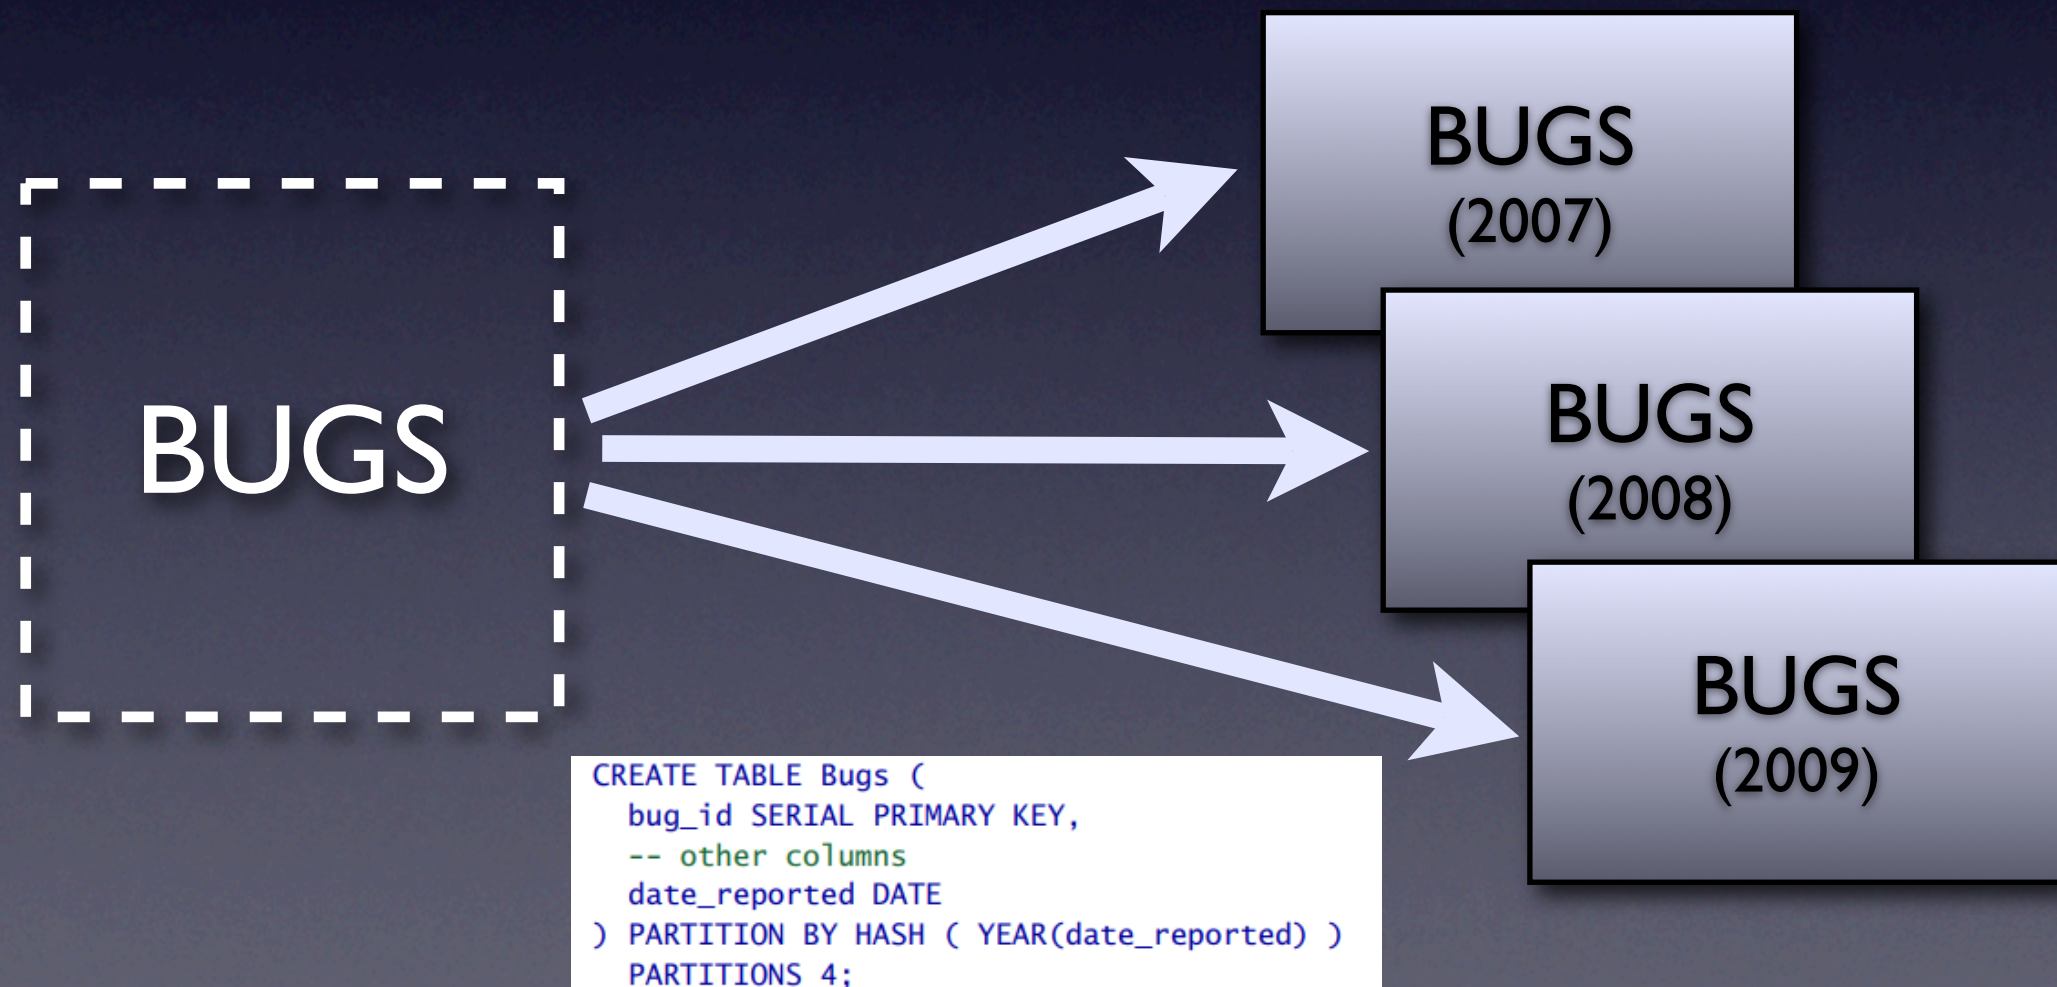 BUGS
BUGS
(2007)
BUGS
(2008)
BUGS
(2009)
CREATE TABLE Bugs (
  bug_id SERIAL PRIMARY KEY,
  -- other columns
  date_reported DATE
) PARTITION BY HASH ( YEAR(date_reported) )
  PARTITIONS 4;